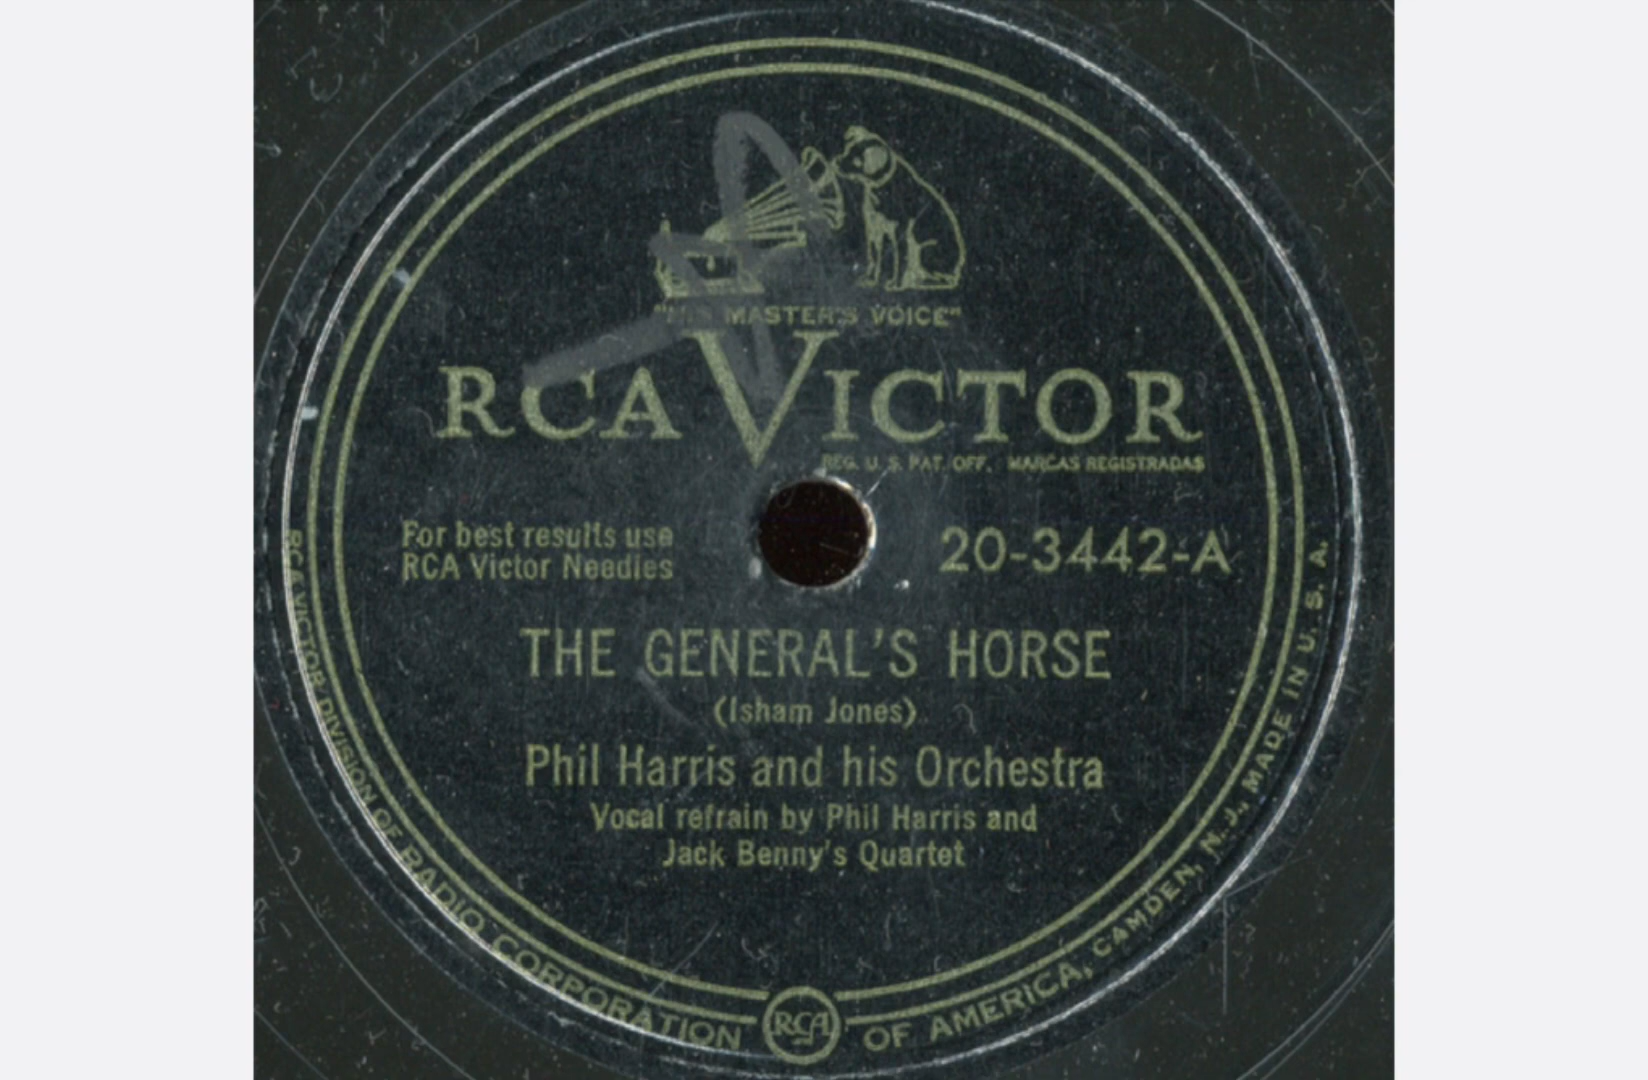 "HIS MASTER'S VOICE"
RCA VICTOR
REG. U. S. PAT. OFF. MARCAS REGISTRADAS
For best results use
RCA Victor Needles
20-3442-A
THE GENERAL'S HORSE
(Isham Jones)
Phil Harris and his Orchestra
Vocal refrain by Phil Harris and
Jack Benny's Quartet
RCA VICTOR DIVISION OF RADIO CORPORATION OF AMERICA, CAMDEN, N. J., MADE IN U. S. A.
RCA